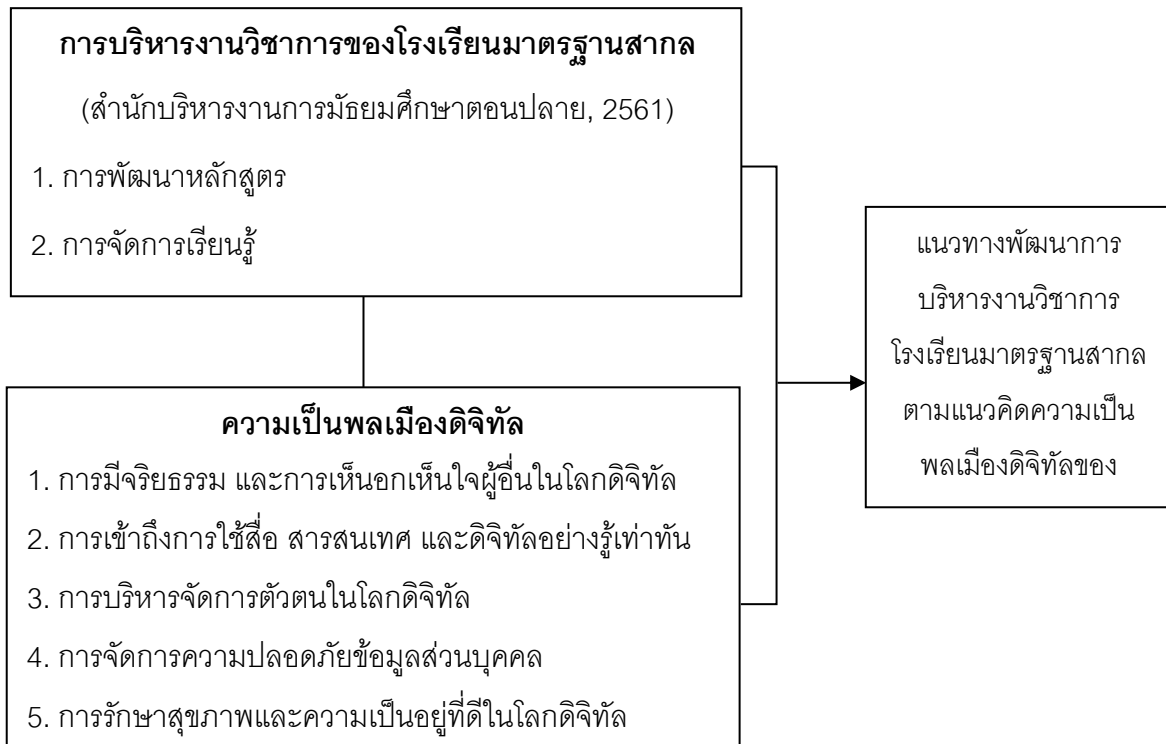 การบริหารงานวิชาการของโรงเรียนมาตรฐานสากล
(สำนักบริหารงานการมัธยมศึกษาตอนปลาย, 2561)
1. การพัฒนาหลักสูตร
2. การจัดการเรียนรู้
ความเป็นพลเมืองดิจิทัล
1. การมีจริยธรรม และการเห็นอกเห็นใจผู้อื่นในโลกดิจิทัล
2. การเข้าถึงการใช้สื่อ สารสนเทศ และดิจิทัลอย่างรู้เท่าทัน
3. การบริหารจัดการตัวตนในโลกดิจิทัล
4. การจัดการความปลอดภัยข้อมูลส่วนบุคคล
5. การรักษาสุขภาพและความเป็นอยู่ที่ดีในโลกดิจิทัล
แนวทางพัฒนาการ
บริหารงานวิชาการ
โรงเรียนมาตรฐานสากล
ตามแนวคิดความเป็น
พลเมืองดิจิทัลของ